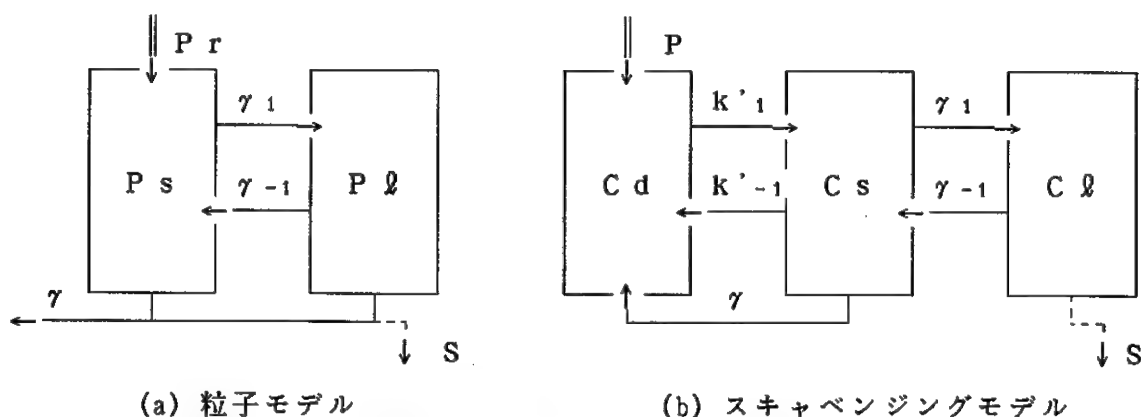 P r
P
γ 1
k'1
γ 1
P s
P ℓ
C d
C s
C ℓ
γ -1
k'-1
γ -1
γ
γ
S
S
(a) 粒子モデル
(b) スキャベンジングモデル